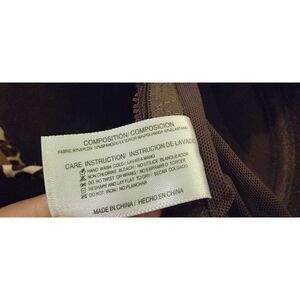 COMPOSITION/ COMPOSICION
CARE INSTRUCTION/ INSTRUCION DE LAVADO
HAND WASH COLD/ LAVAR A MANO
NON CHLORINE BLEACH/ NO UTILICE BLANQUEADOR
DO NOT TWIST OR WRING/ NO EXPRIMIR O TORCER
RESHAPE AND LAY FLAT TO DRY/ SECAR COLGADO
DO NOT IRON/ NO PLANCHAR
MADE IN CHINA / HECHO EN CHINA